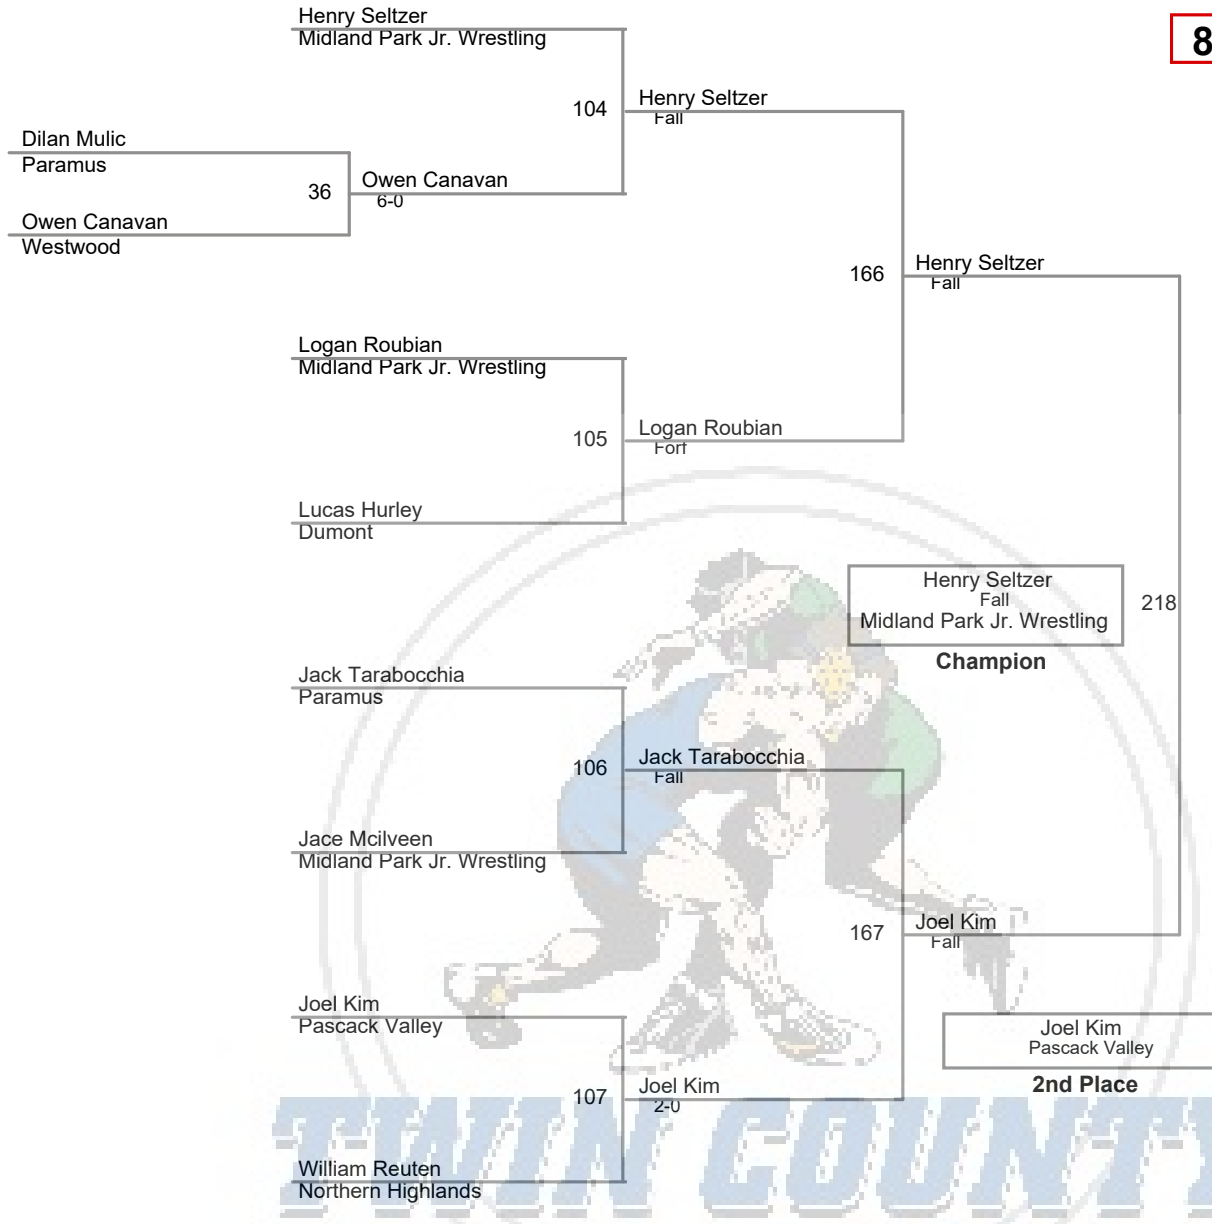 Henry Seltzer
Midland Park Jr. Wrestling
8
104
Henry Seltzer
Fall
Dilan Mulic
Paramus
36
Owen Canavan
6-0
Owen Canavan
Westwood
166
Henry Seltzer
Fall
Logan Roubian
Midland Park Jr. Wrestling
105
Logan Roubian
Forf
Lucas Hurley
Dumont
Henry Seltzer
Fall
Midland Park Jr. Wrestling
218
Champion
Jack Tarabocchia
Paramus
106
Jack Tarabocchia
Fall
Jace Mcilveen
Midland Park Jr. Wrestling
167
Joel Kim
Fall
Joel Kim
Pascack Valley
Joel Kim
Pascack Valley
2nd Place
107
Joel Kim
2-0
William Reuten
Northern Highlands
TWIN COUNTY